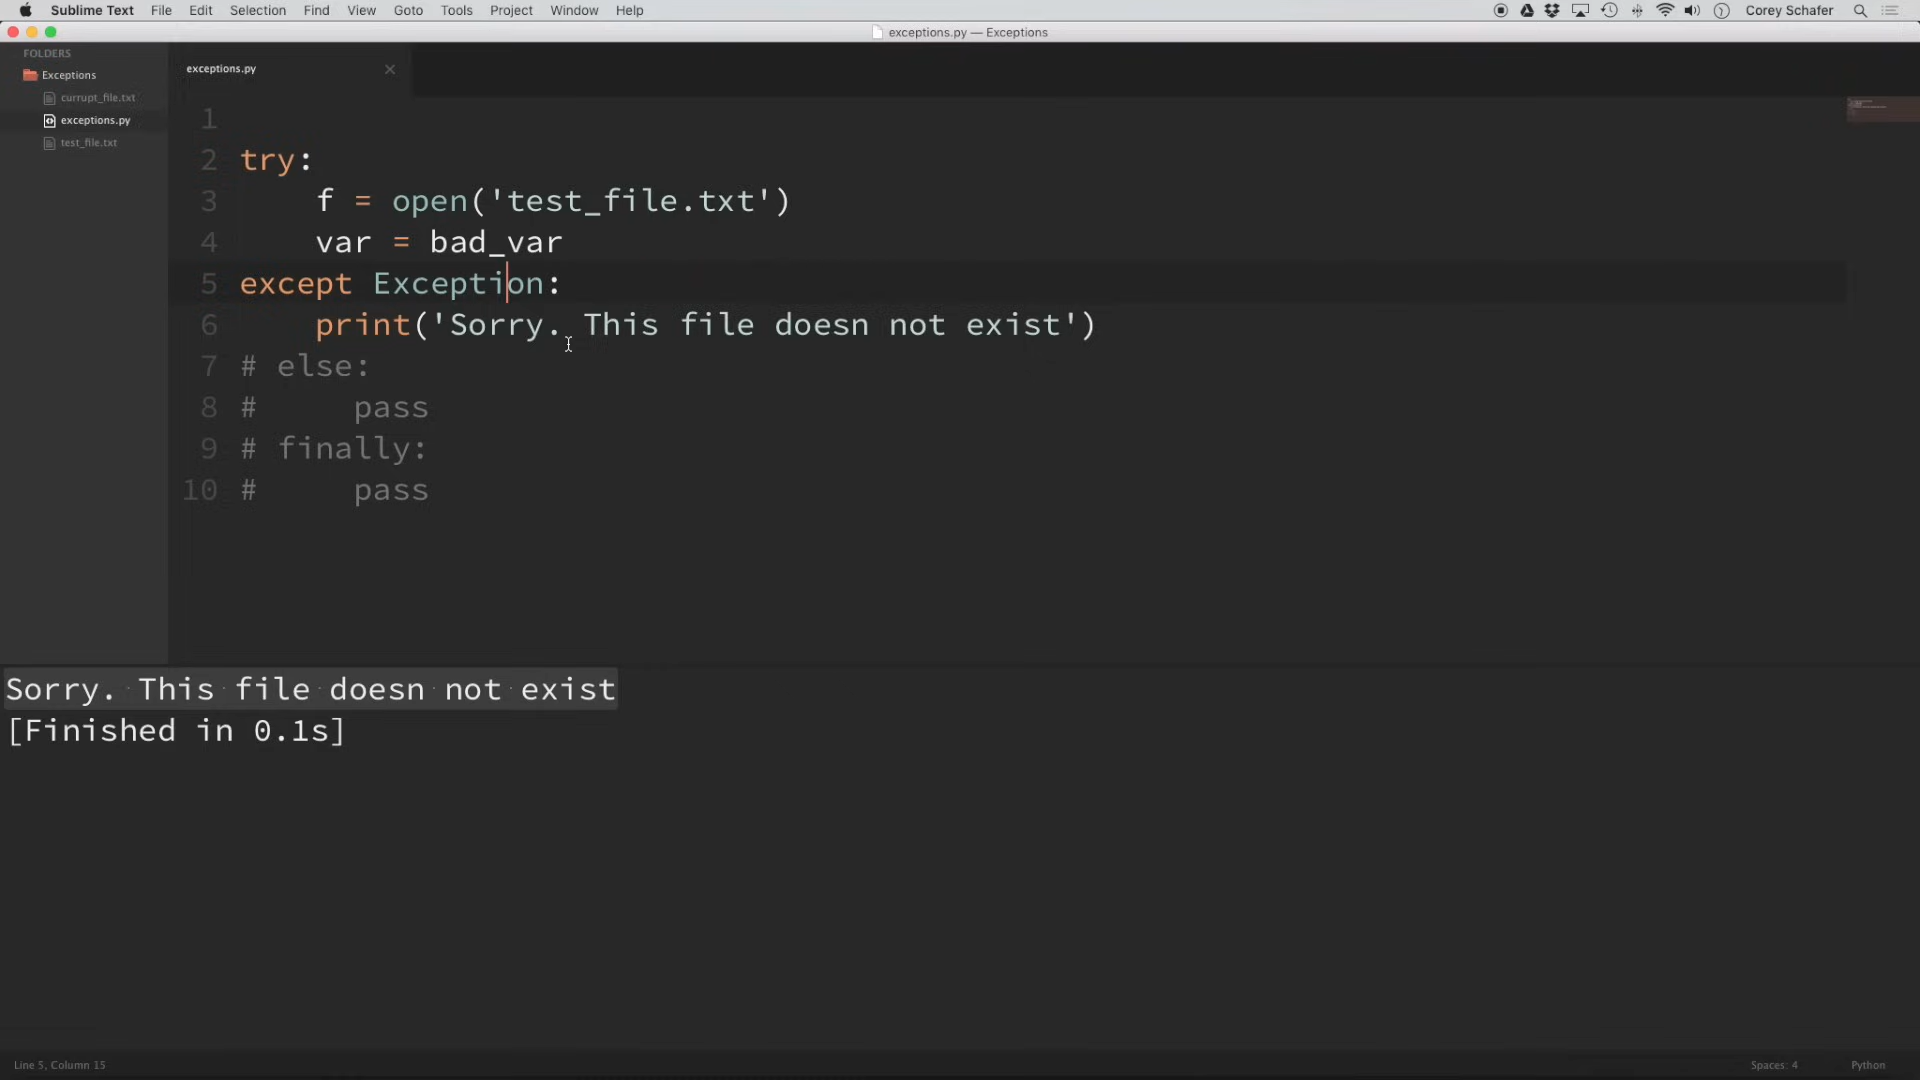 Sublime Text File Edit Selection Find View Goto Tools Project Window Help Corey Schafer
exceptions.py — Exceptions
FOLDERS
Exceptions
currupt_file.txt
exceptions.py
test_file.txt
exceptions.py
1
2 try:
3 f = open('test_file.txt')
4 var = bad_var
5 except Exception:
6 print('Sorry. This file doesn not exist')
7 # else:
8 # pass
9 # finally:
10 # pass
Sorry. This file doesn not exist
[Finished in 0.1s]
Line 5, Column 15 Spaces: 4 Python